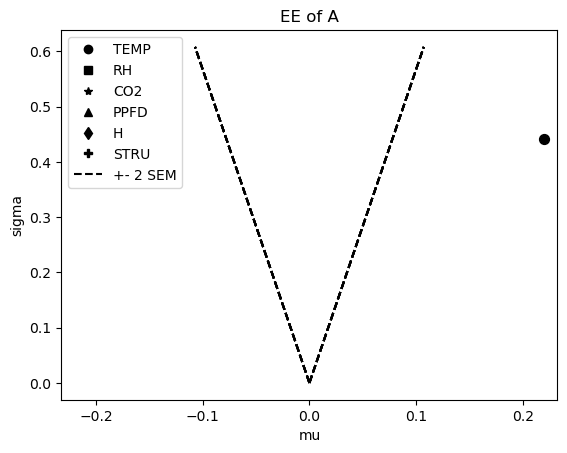 EE of A
TEMP
RH
CO2
PPFD
H
STRU
+- 2 SEM
sigma
0.6
0.5
0.4
0.3
0.2
0.1
0.0
−0.2 −0.1 0.0 0.1 0.2
mu